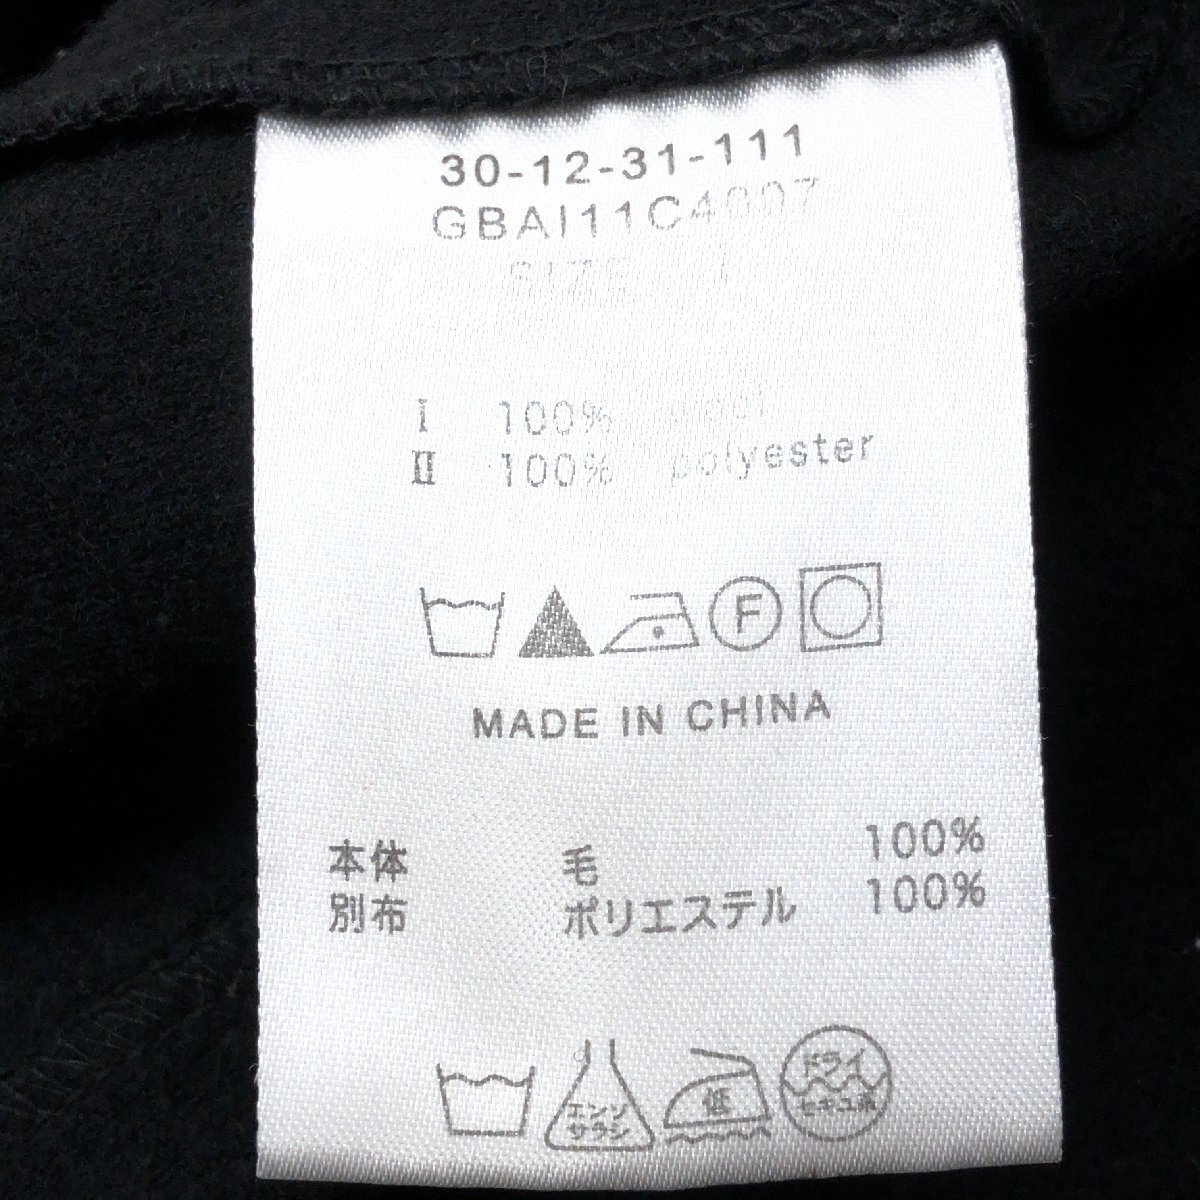 30-12-31-111
GBAI11C4007
SIZE
I 100% wool
II 100% polyester
F
MADE IN CHINA
本体 毛 100%
別布 ポリエステル 100%
エンソ
サラシ
低
ドライ
セキユ系